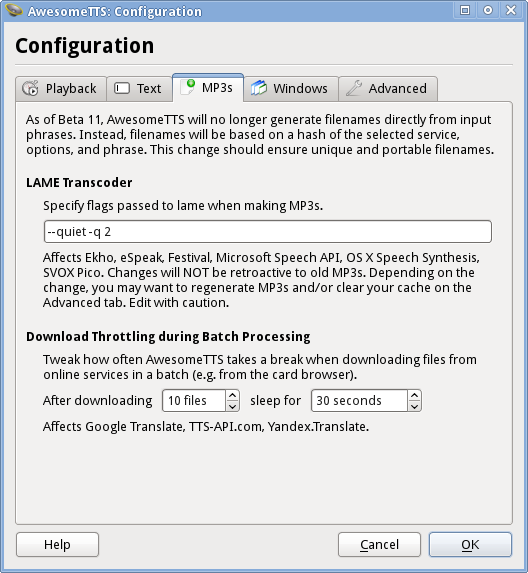 AwesomeTTS: Configuration
Configuration
Playback Text MP3s Windows Advanced
As of Beta 11, AwesomeTTS will no longer generate filenames directly from input
phrases. Instead, filenames will be based on a hash of the selected service,
options, and phrase. This change should ensure unique and portable filenames.
LAME Transcoder
Specify flags passed to lame when making MP3s.
--quiet -q 2
Affects Ekho, eSpeak, Festival, Microsoft Speech API, OS X Speech Synthesis,
SVOX Pico. Changes will NOT be retroactive to old MP3s. Depending on the
change, you may want to regenerate MP3s and/or clear your cache on the
Advanced tab. Edit with caution.
Download Throttling during Batch Processing
Tweak how often AwesomeTTS takes a break when downloading files from
online services in a batch (e.g. from the card browser).
After downloading 10 files sleep for 30 seconds
Affects Google Translate, TTS-API.com, Yandex.Translate.
Help Cancel OK